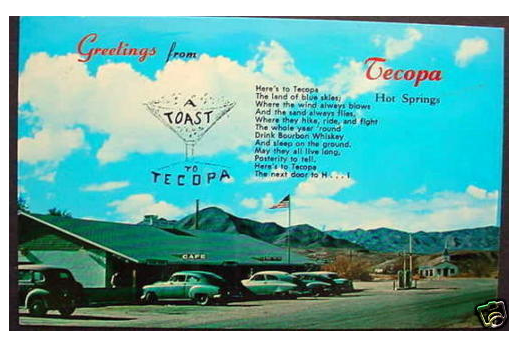 Greetings from
Tecopa
Hot Springs
A
TOAST
TO
TECOPA
Here's to Tecopa
The land of blue skies;
Where the wind always blows
And the sand always flies.
Where they hike, ride, and fight
The whole year 'round
Drink Bourbon Whiskey
And sleep on the ground.
May they all live long,
Posterity to tell,
Here's to Tecopa
The next door to H . . . !
CAFE